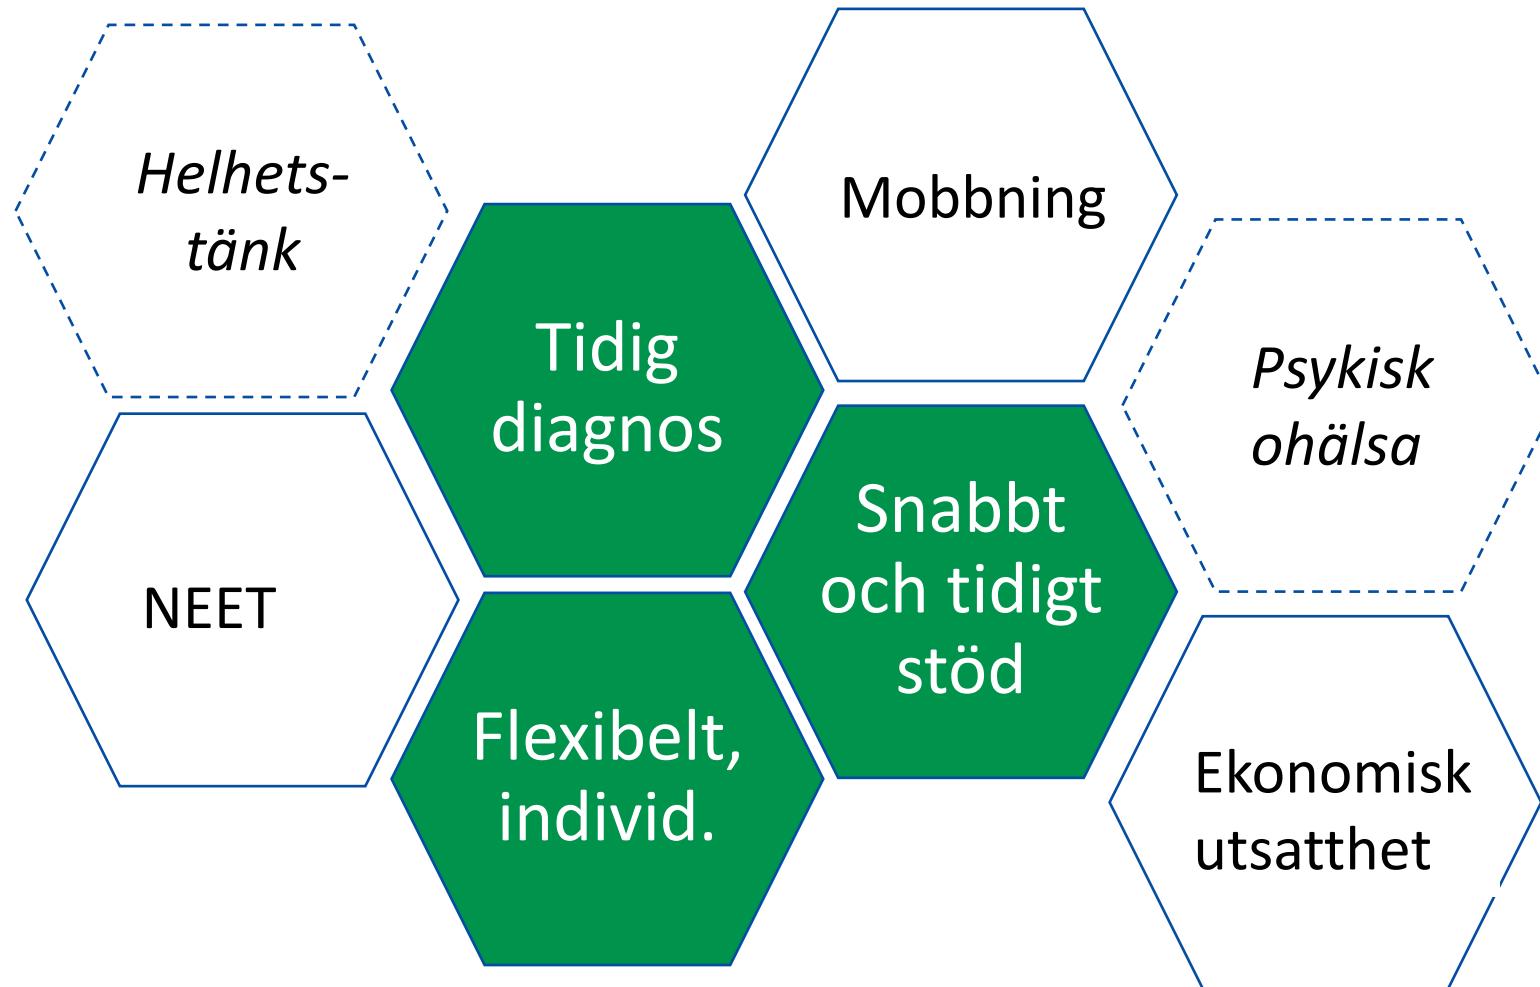 Helhets-
tänk
Mobbning
Tidig
diagnos
Psykisk
ohälsa
Snabbt
och tidigt
stöd
NEET
Flexibelt,
individ.
Ekonomisk
utsatthet